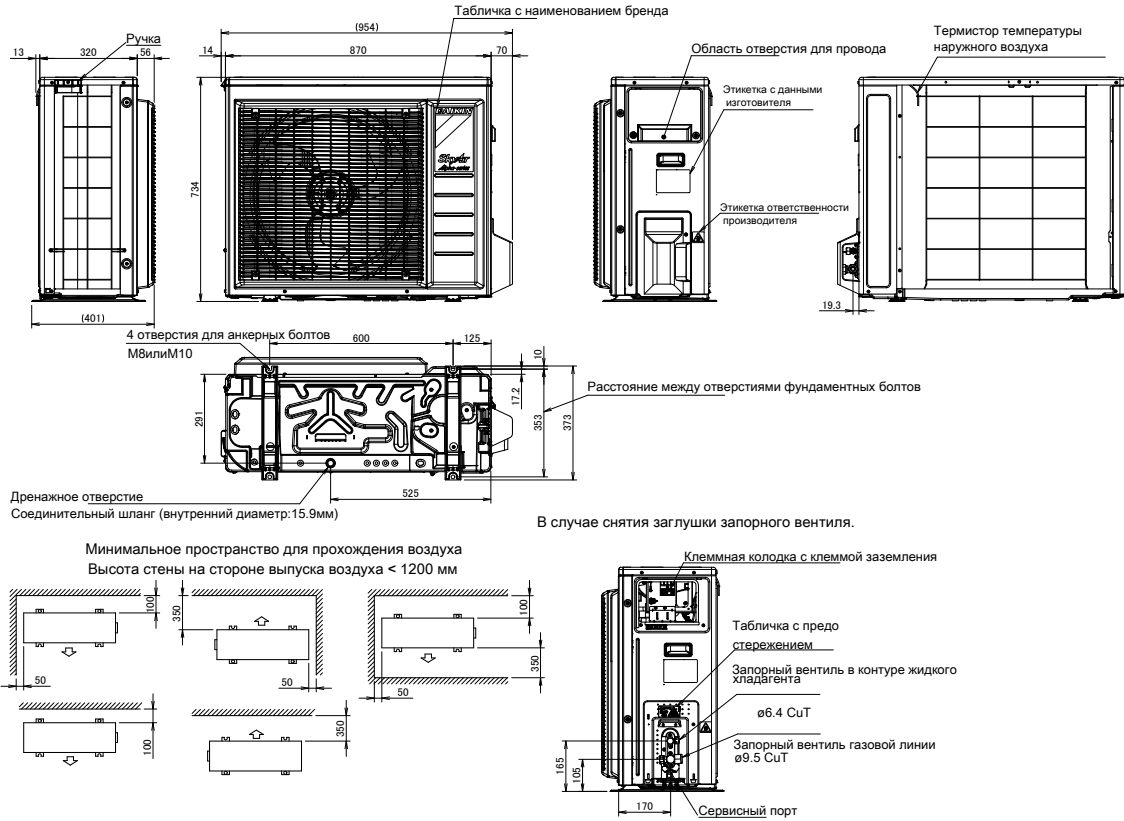 Табличка с наименованием бренда
(954)
Ручка
Термистор температуры
наружного воздуха
13
320
56
14
870
70
Область отверстия для провода
Этикетка с данными
изготовителя
DAIKIN
SkyAir
Alpha-series
734
Этикетка ответственности
производителя
19.3
(401)
4 отверстия для анкерных болтов
M8илиM10
600
125
10
17.2
353
373
291
Расстояние между отверстиями фундаментных болтов
525
Дренажное отверстие
Соединительный шланг (внутренний диаметр:15.9мм)
В случае снятия заглушки запорного вентиля.
Минимальное пространство для прохождения воздуха
Высота стены на стороне выпуска воздуха < 1200 мм
Клеммная колодка с клеммой заземления
100
350
100
350
50
50
50
Табличка с предо
стережением
Запорный вентиль в контуре жидкого
хладагента
ø6.4 CuT
100
350
Запорный вентиль газовой линии
ø9.5 CuT
165
105
170
Сервисный порт